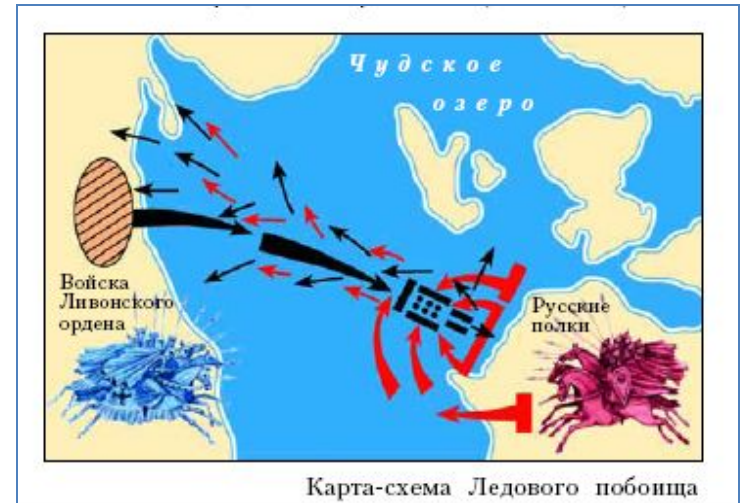 Чудское
озеро
Войска
Ливонского
ордена
Русские
полки
Карта-схема Ледового побоища